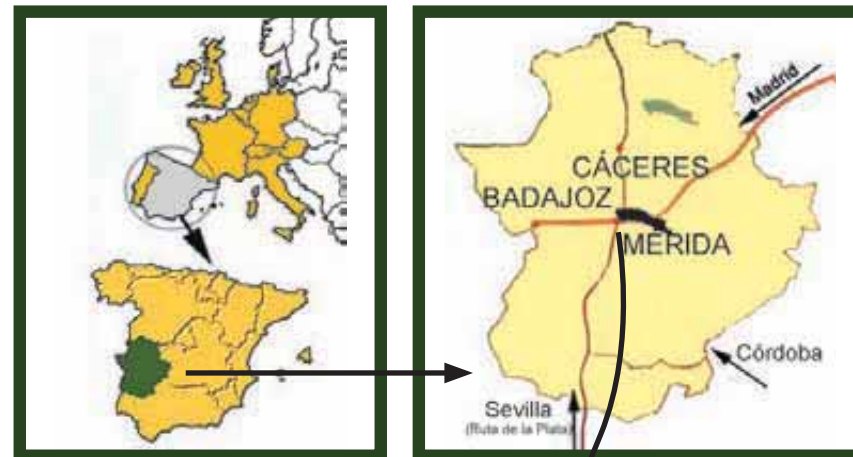 Madrid
CÁCERES
BADAJOZ
MÉRIDA
Córdoba
Sevilla
(Ruta de la Plata)